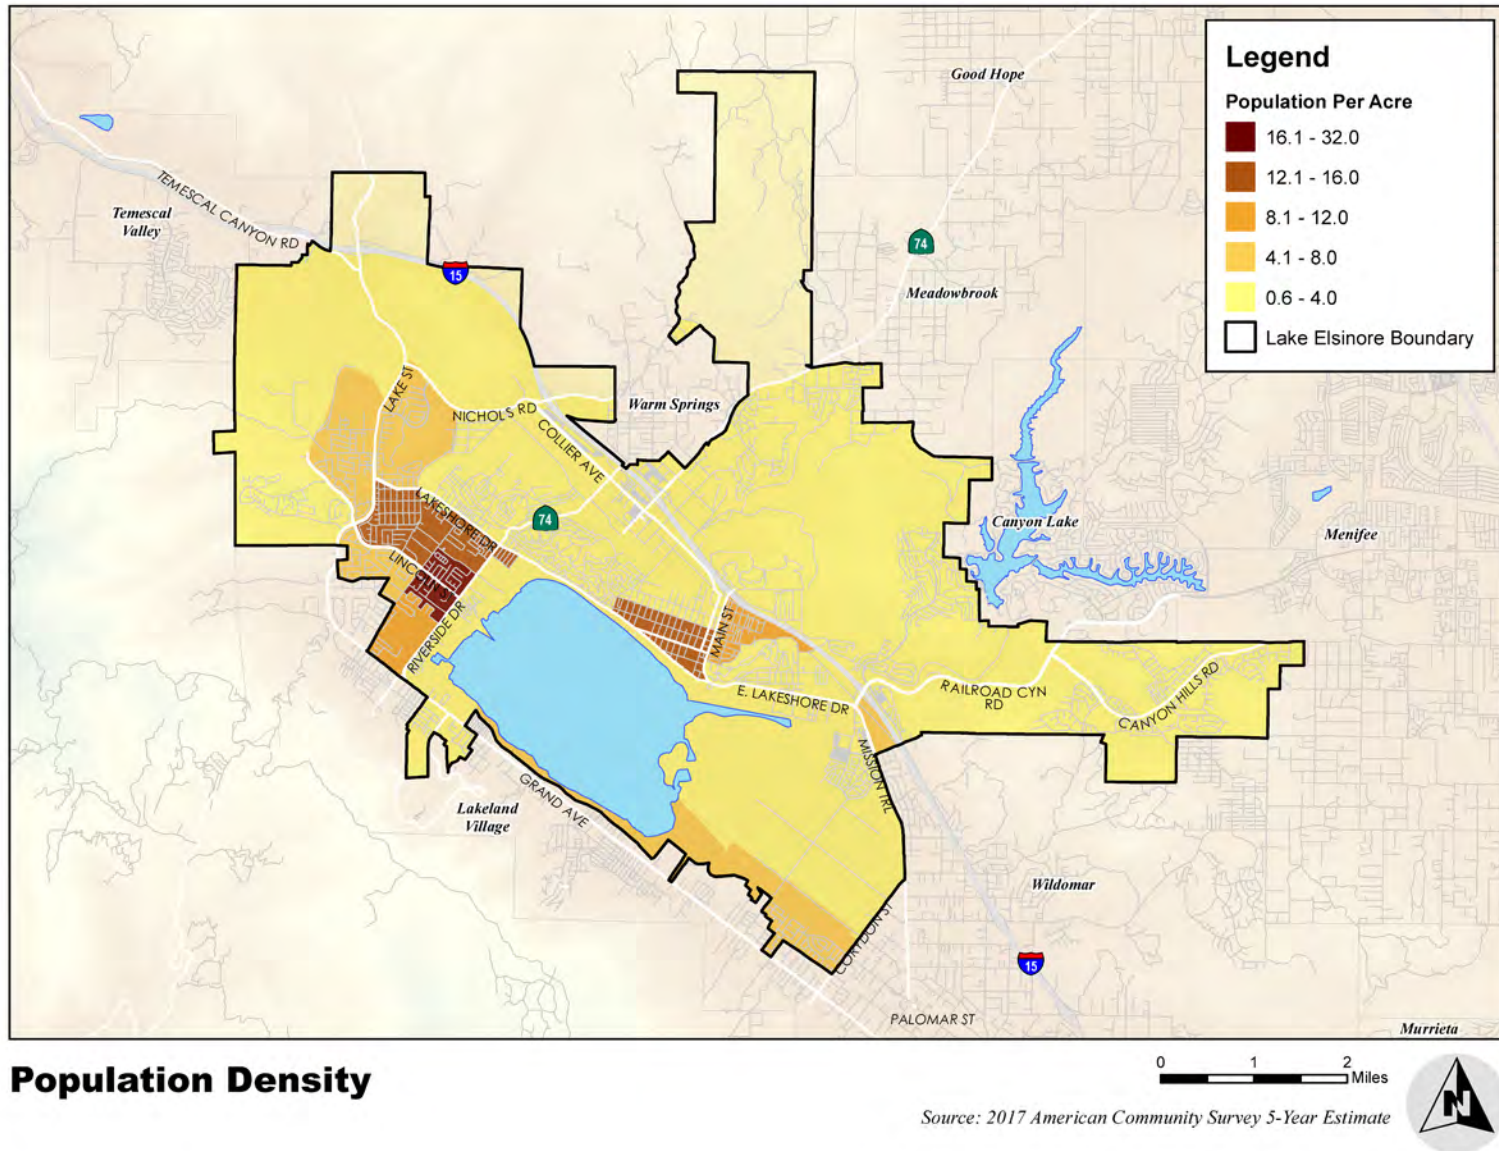 Good Hope
Legend
Population Per Acre
16.1 - 32.0
12.1 - 16.0
8.1 - 12.0
4.1 - 8.0
0.6 - 4.0
Lake Elsinore Boundary
TEMESCAL CANYON RD
Temescal
Valley
15
74
Meadowbrook
LAKE ST
NICHOLS RD
Warm Springs
COLLIER AVE
LAKESHORE DR
74
Canyon Lake
Menifee
LINCOLN ST
RIVERSIDE DR
MAIN ST
E. LAKESHORE DR
RAILROAD CYN
RD
CANYON HILLS RD
MISSION TRL
GRAND AVE
Lakeland
Village
Wildomar
CORYDON ST
15
PALOMAR ST
Murrieta
Population Density
0 1 2
Miles
N
Source: 2017 American Community Survey 5-Year Estimate